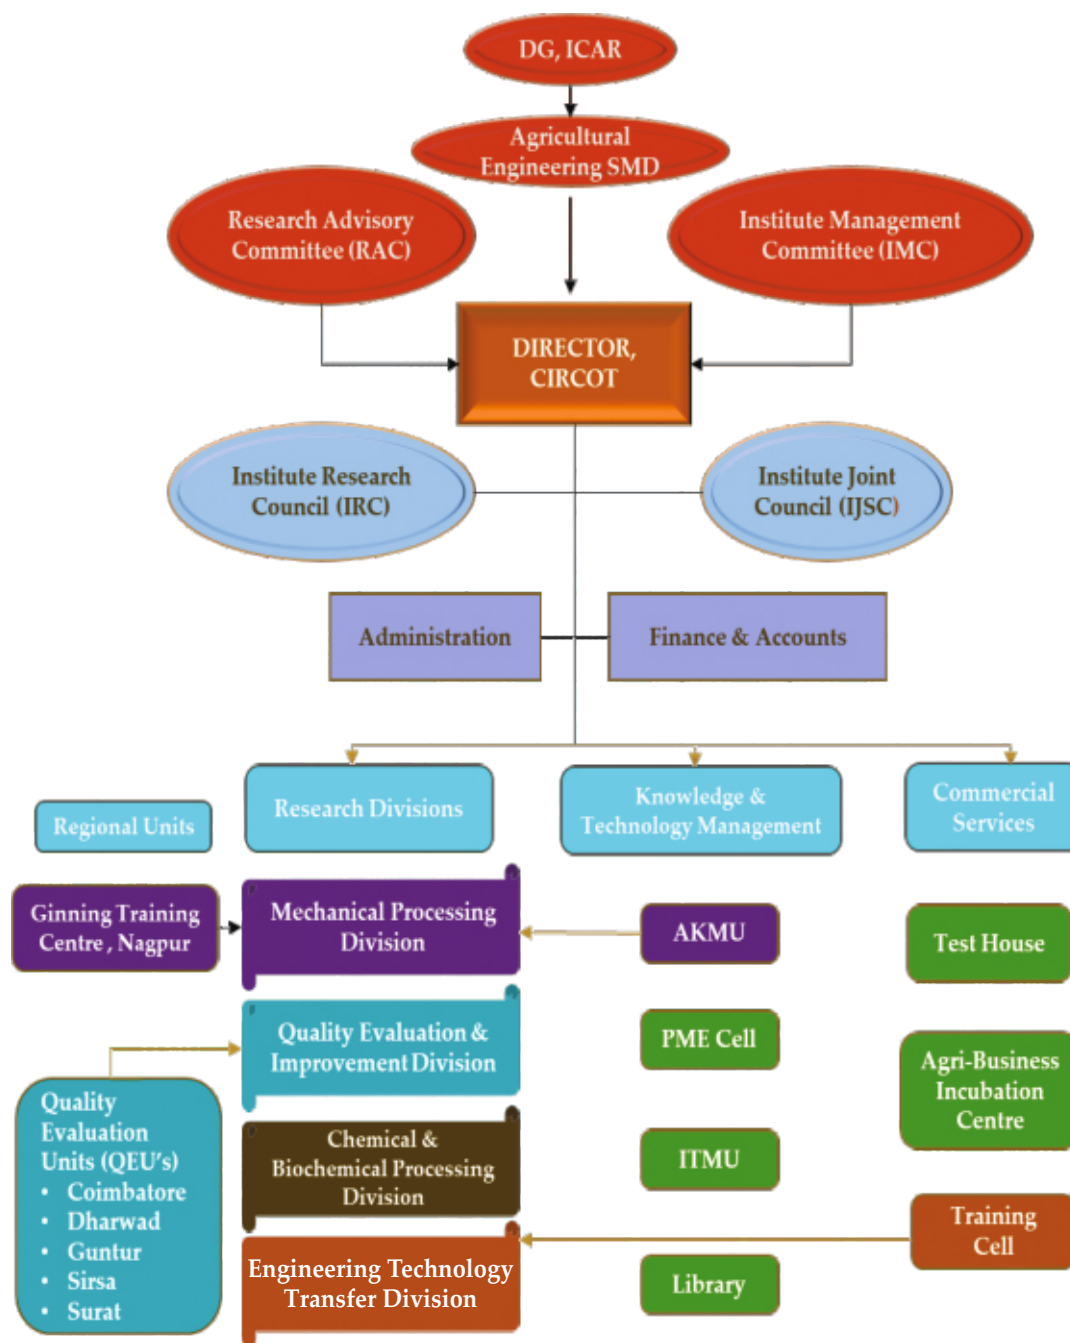 DG, ICAR
Agricultural
Engineering SMD
Research Advisory
Committee (RAC)
Institute Management
Committee (IMC)
DIRECTOR,
CIRCOT
Institute Research
Council (IRC)
Institute Joint
Council (IJSC)
Administration
Finance & Accounts
Regional Units
Research Divisions
Knowledge &
Technology Management
Commercial
Services
Ginning Training
Centre , Nagpur
Mechanical Processing
Division
AKMU
Test House
Quality Evaluation &
Improvement Division
PME Cell
Agri-Business
Incubation
Centre
Quality
Evaluation
Units (QEU's)
• Coimbatore
• Dharwad
• Guntur
• Sirsa
• Surat
Chemical &
Biochemical Processing
Division
ITMU
Training
Cell
Engineering Technology
Transfer Division
Library